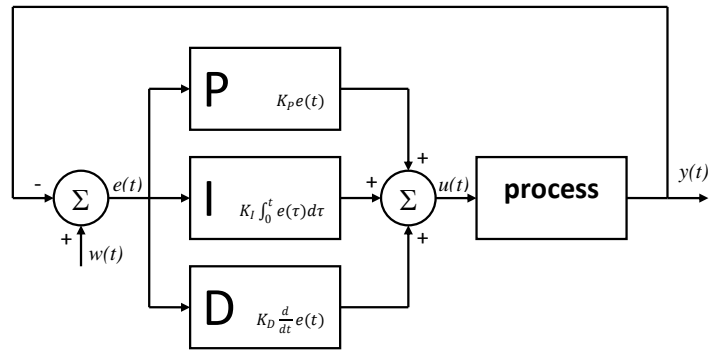 P
K_P e(t)
+
-
Σ
e(t)
I
K_I ∫_0^t e(τ)dτ
+
Σ
u(t)
process
y(t)
+
w(t)
+
D
K_D d/dt e(t)